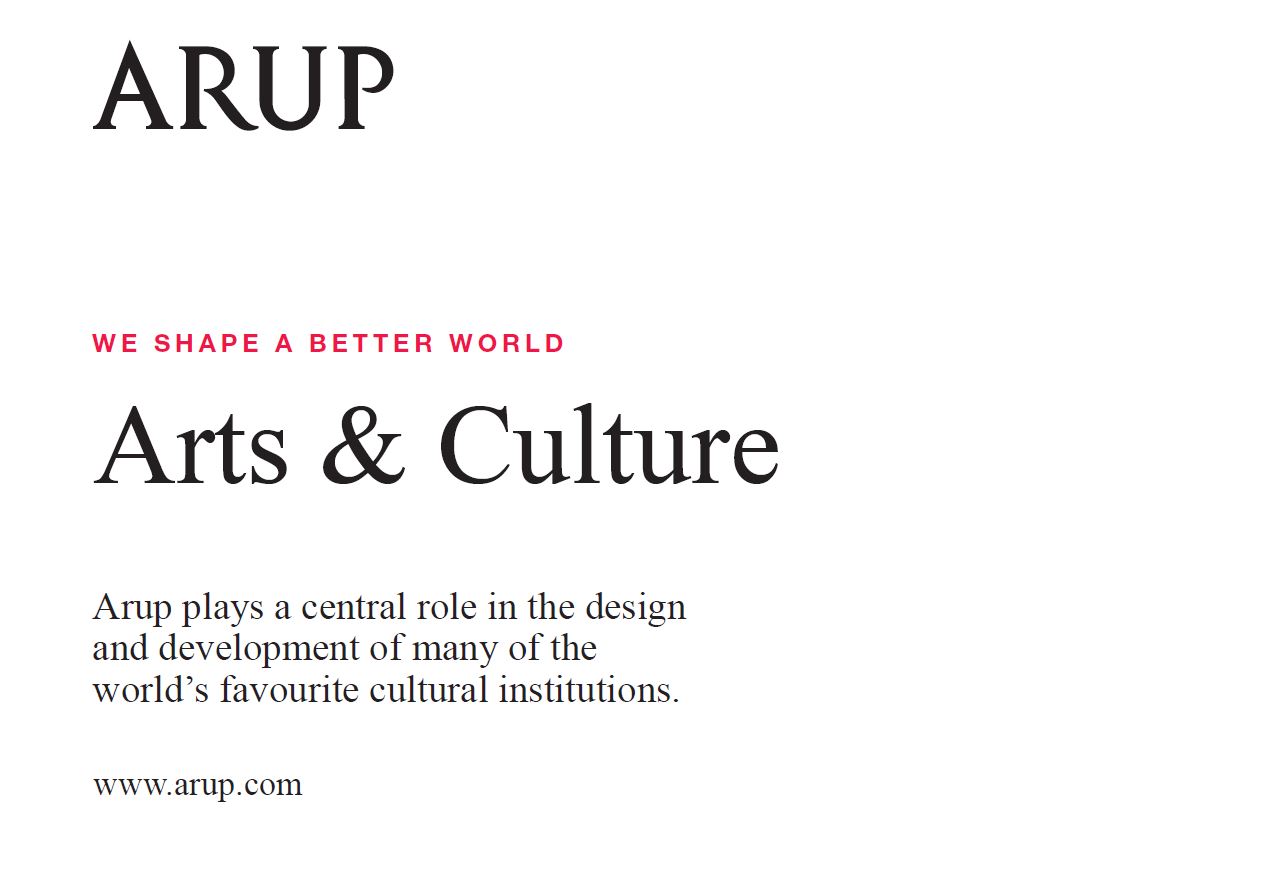 ARUP
WE SHAPE A BETTER WORLD
Arts & Culture
Arup plays a central role in the design
and development of many of the
world’s favourite cultural institutions.
www.arup.com